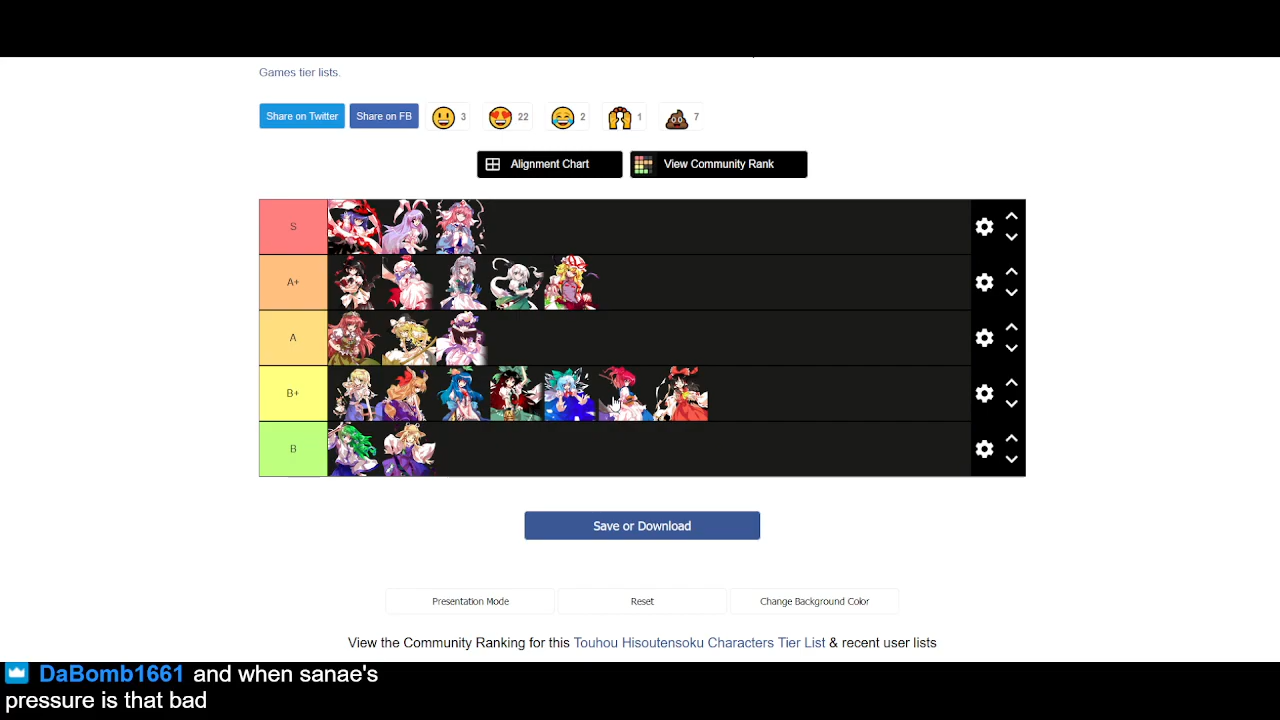 Games tier lists.
Share on Twitter Share on FB 3 22 2 1 7
Alignment Chart View Community Rank
S
A+
A
B+
B
Save or Download
Presentation Mode Reset Change Background Color
View the Community Ranking for this Touhou Hisoutensoku Characters Tier List & recent user lists
DaBomb1661 and when sanae's
pressure is that bad